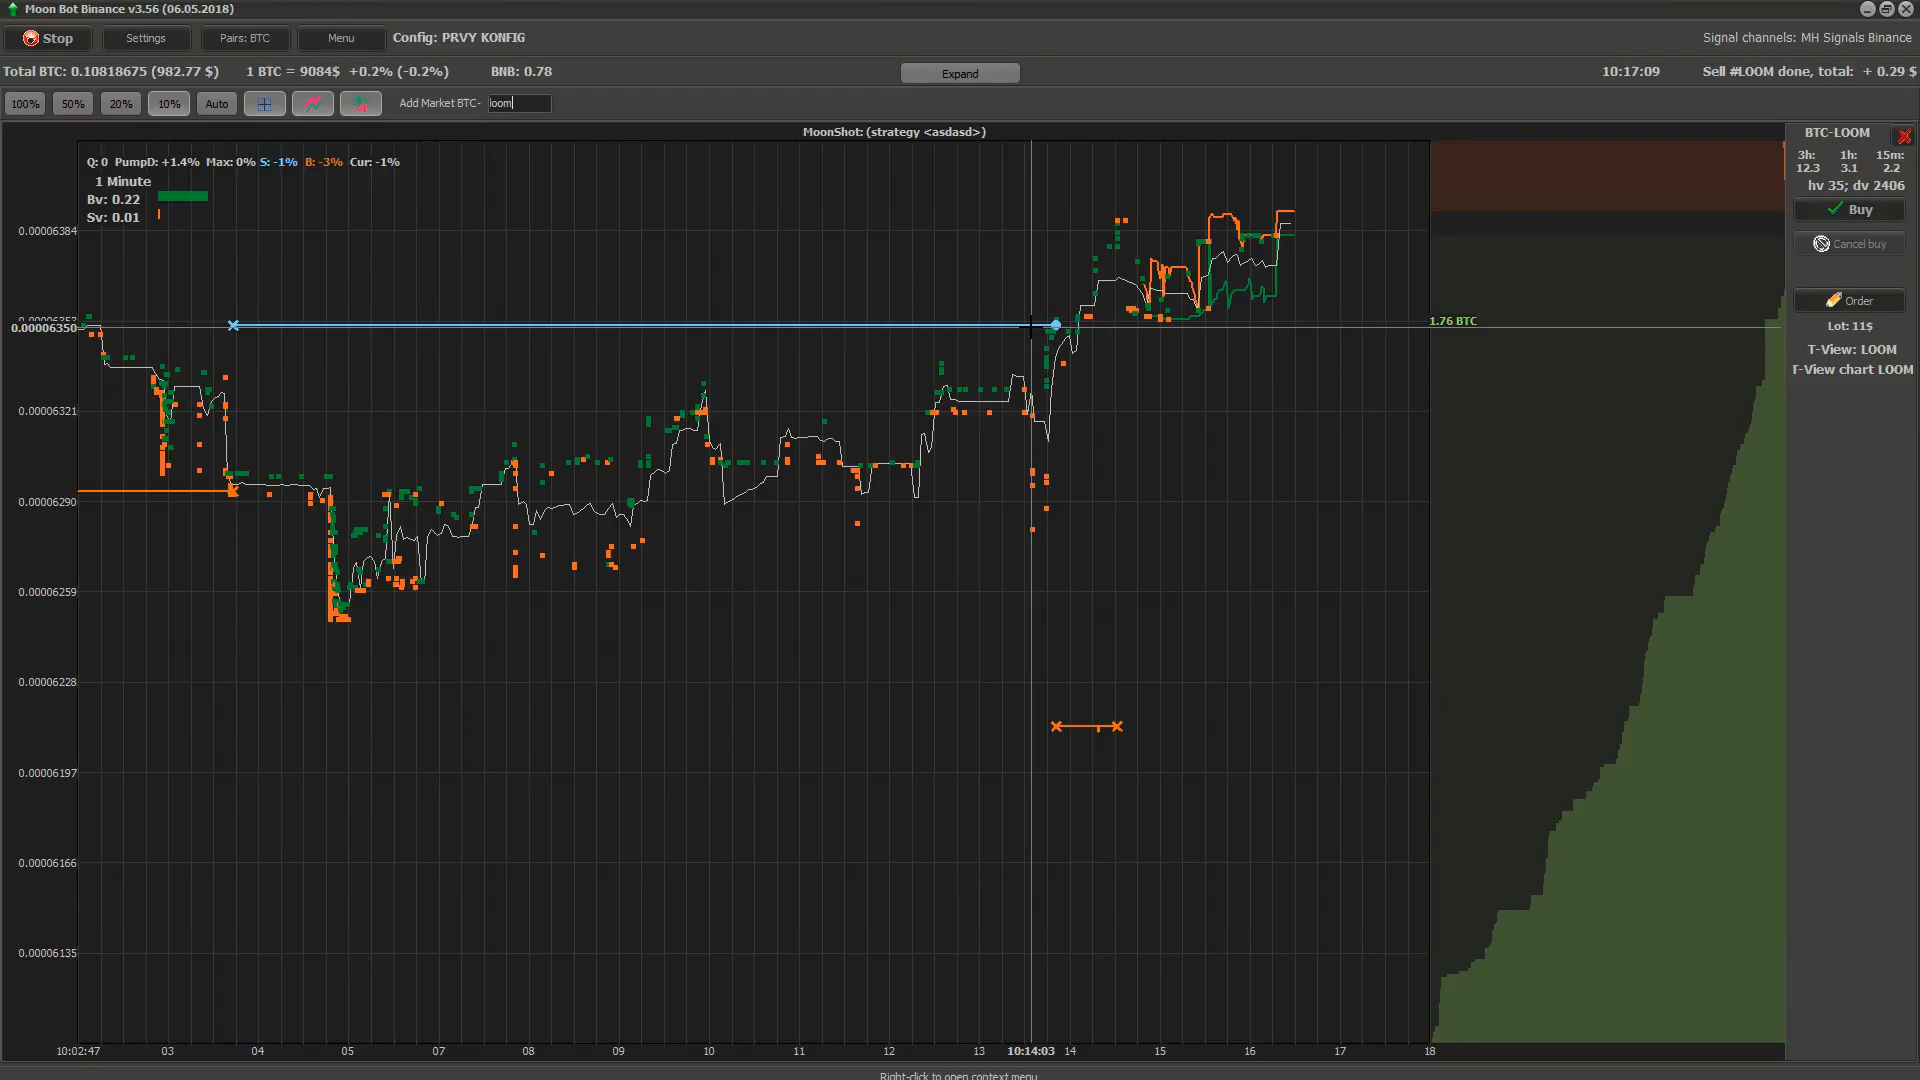 Moon Bot Binance v3.56 (06.05.2018)
Stop
Settings
Pairs: BTC
Menu
Config: PRVY KONFIG
Signal channels: MH Signals Binance
Total BTC: 0.10818675 (982.77 $)
1 BTC = 9084$ +0.2% (-0.2%)
BNB: 0.78
Expand
10:17:09
Sell #LOOM done, total: + 0.29 $
100%
50%
20%
10%
Auto
Add Market BTC-
loom
MoonShot: (strategy <asdasd>)
BTC-LOOM
3h: 1h: 15m:
12.3 3.1 2.2
hv 35; dv 2406
Buy
Cancel buy
Order
Lot: 11$
T-View: LOOM
T-View chart LOOM
Q: 0 PumpD: +1.4% Max: 0% S: -1% B: -3% Cur: -1%
1 Minute
Bv: 0.22
Sv: 0.01
0.00006384
0.00006350
1.76 BTC
0.00006321
0.00006290
0.00006259
0.00006228
0.00006197
0.00006166
0.00006135
10:02:47 03 04 05 06 07 08 09 10 11 12 13 10:14:03 14 15 16 17 18
Right-click to open context menu